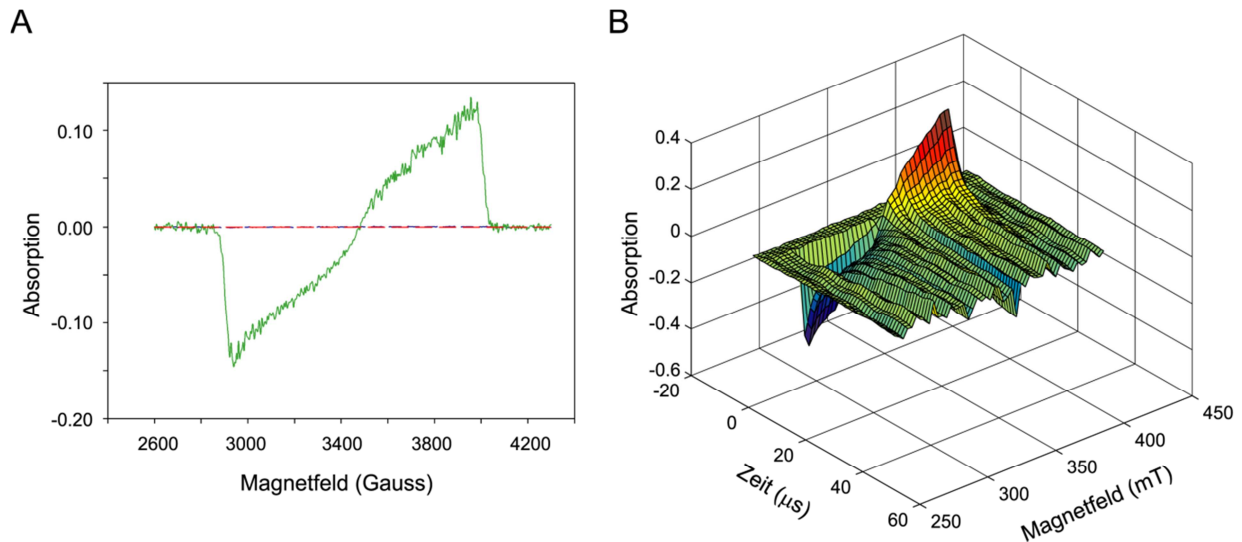 A
Absorption
0.10
0.00
-0.10
-0.20
2600 3000 3400 3800 4200
Magnetfeld (Gauss)
B
Absorption
0.4
0.2
0
-0.2
-0.4
-0.6
-20
0
20
40
60
Zeit (μs)
250
300
350
400
450
Magnetfeld (mT)